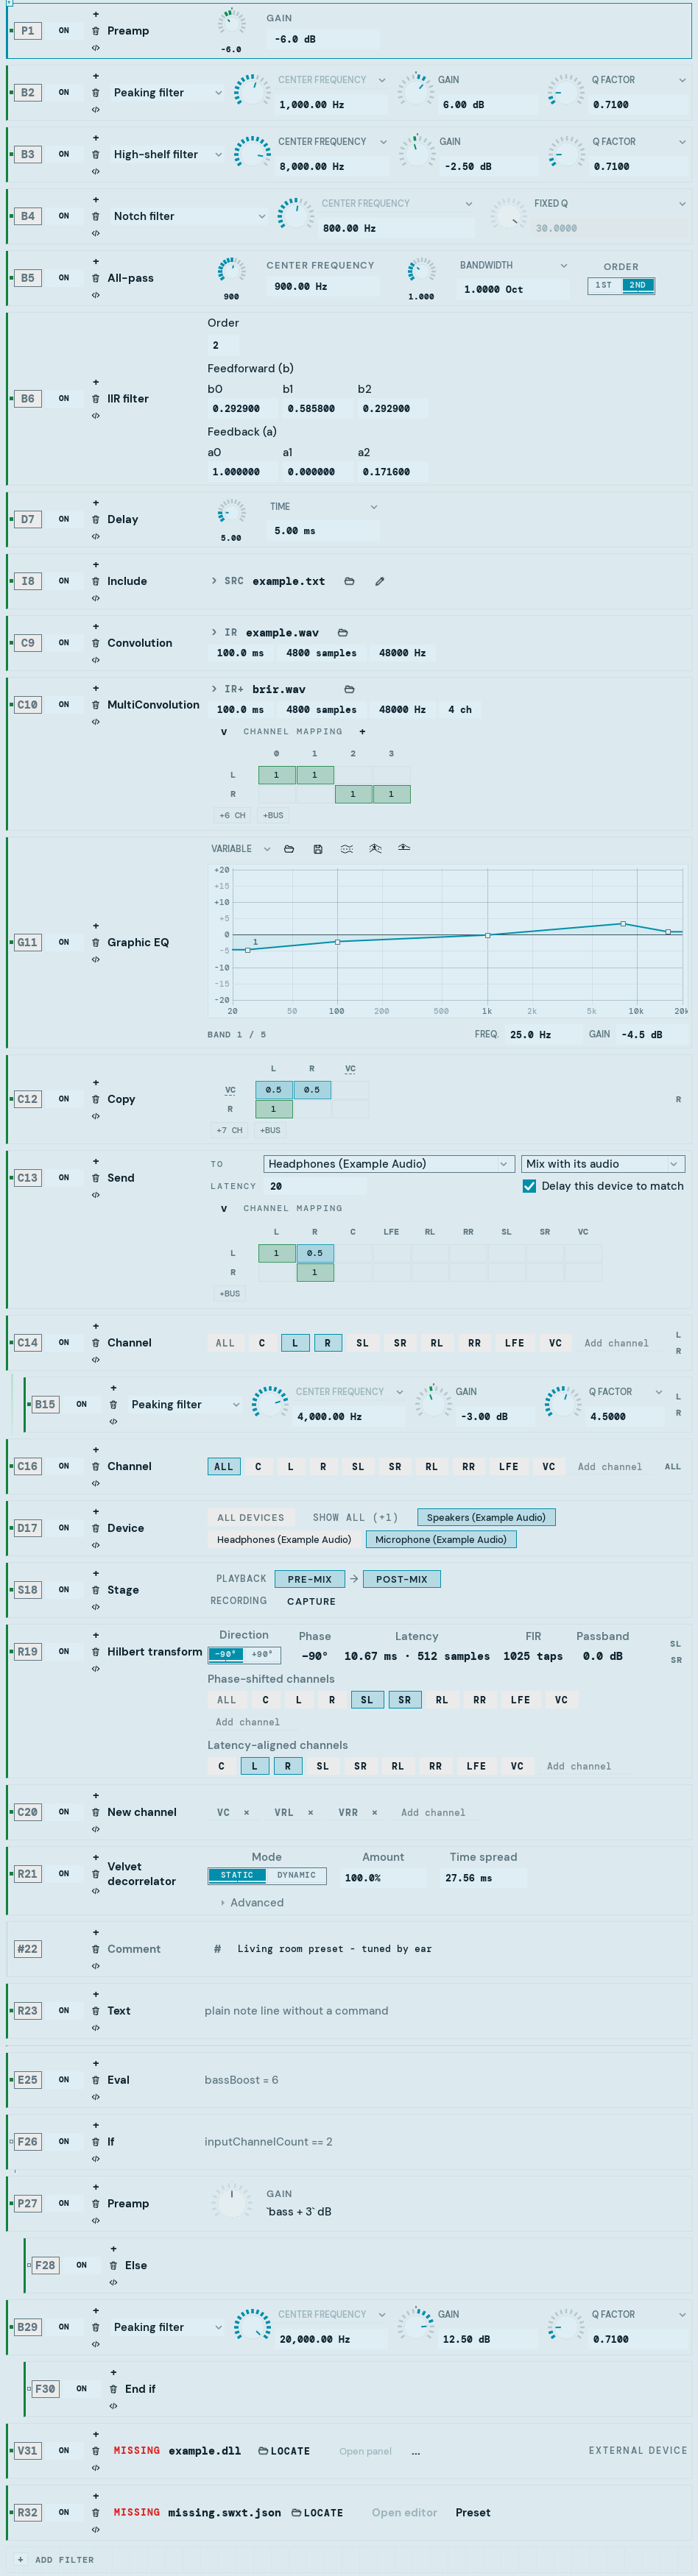 P1 ON + Preamp GAIN
-6.0 -6.0 dB
B2 ON + Peaking filter CENTER FREQUENCY GAIN Q FACTOR
1,000.00 Hz 6.00 dB 0.7100
B3 ON + High-shelf filter CENTER FREQUENCY GAIN Q FACTOR
8,000.00 Hz -2.50 dB 0.7100
B4 ON + Notch filter CENTER FREQUENCY FIXED Q
800.00 Hz 30.0000
B5 ON + All-pass CENTER FREQUENCY BANDWIDTH ORDER
900 900.00 Hz 1.000 1.0000 Oct 1ST 2ND
Order
2
Feedforward (b)
b0 b1 b2
B6 ON + IIR filter
0.292900 0.585800 0.292900
Feedback (a)
a0 a1 a2
1.000000 0.000000 0.171600
D7 ON + Delay TIME
5.00 5.00 ms
I8 ON + Include SRC example.txt
C9 ON + Convolution IR example.wav
100.0 ms 4800 samples 48000 Hz
C10 ON + MultiConvolution IR+ brir.wav
100.0 ms 4800 samples 48000 Hz 4 ch
v CHANNEL MAPPING +
0 1 2 3
L 1 1
R 1 1
+6 CH +BUS
VARIABLE
+20
+15
+10
+5
G11 ON + Graphic EQ 0
1
-5
-10
-15
-20
20 50 100 200 500 1k 2k 5k 10k 20k
BAND 1 / 5 FREQ. 25.0 Hz GAIN -4.5 dB
L R VC
C12 ON + Copy VC 0.5 0.5 R
R 1
+7 CH +BUS
C13 ON + Send TO Headphones (Example Audio) Mix with its audio
LATENCY 20 Delay this device to match
v CHANNEL MAPPING
L R C LFE RL RR SL SR VC
L 1 0.5
R 1
+BUS
C14 ON + Channel ALL C L R SL SR RL RR LFE VC Add channel L
R
B15 ON + Peaking filter CENTER FREQUENCY GAIN Q FACTOR L
4,000.00 Hz -3.00 dB 4.5000 R
C16 ON + Channel ALL C L R SL SR RL RR LFE VC Add channel ALL
D17 ON + Device ALL DEVICES SHOW ALL (+1) Speakers (Example Audio)
Headphones (Example Audio) Microphone (Example Audio)
S18 ON + Stage PLAYBACK PRE-MIX → POST-MIX
RECORDING CAPTURE
R19 ON + Hilbert transform Direction Phase Latency FIR Passband SL
-90° +90° -90° 10.67 ms · 512 samples 1025 taps 0.0 dB SR
Phase-shifted channels
ALL C L R SL SR RL RR LFE VC
Add channel
Latency-aligned channels
C L R SL SR RL RR LFE VC Add channel
C20 ON + New channel VC × VRL × VRR × Add channel
R21 ON + Velvet decorrelator Mode Amount Time spread
STATIC DYNAMIC 100.0% 27.56 ms
Advanced
#22 + Comment # Living room preset - tuned by ear
R23 ON + Text plain note line without a command
E25 ON + Eval bassBoost = 6
F26 ON + If inputChannelCount == 2
P27 ON + Preamp GAIN
`bass + 3` dB
F28 ON + Else
B29 ON + Peaking filter CENTER FREQUENCY GAIN Q FACTOR
20,000.00 Hz 12.50 dB 0.7100
F30 ON + End if
V31 ON + MISSING example.dll LOCATE Open panel ... EXTERNAL DEVICE
R32 ON + MISSING missing.swxt.json LOCATE Open editor Preset
+ ADD FILTER